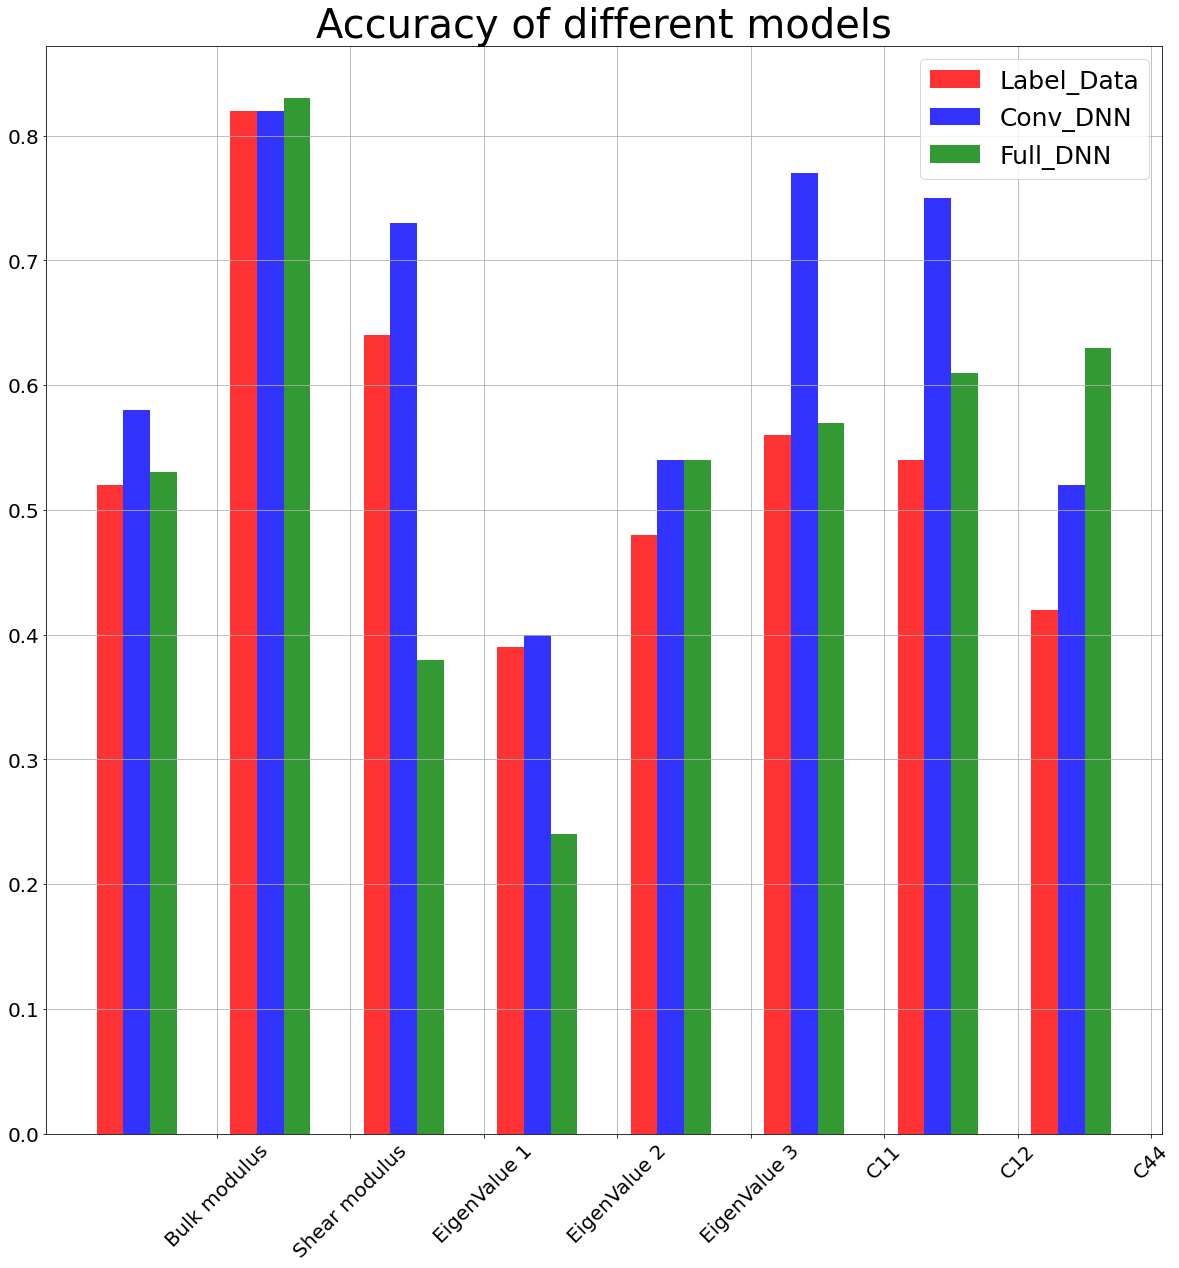 Accuracy of different models
Label_Data
Conv_DNN
Full_DNN
0.8
0.7
0.6
0.5
0.4
0.3
0.2
0.1
0.0
Bulk modulus
Shear modulus
EigenValue 1
EigenValue 2
EigenValue 3
C11
C12
C44